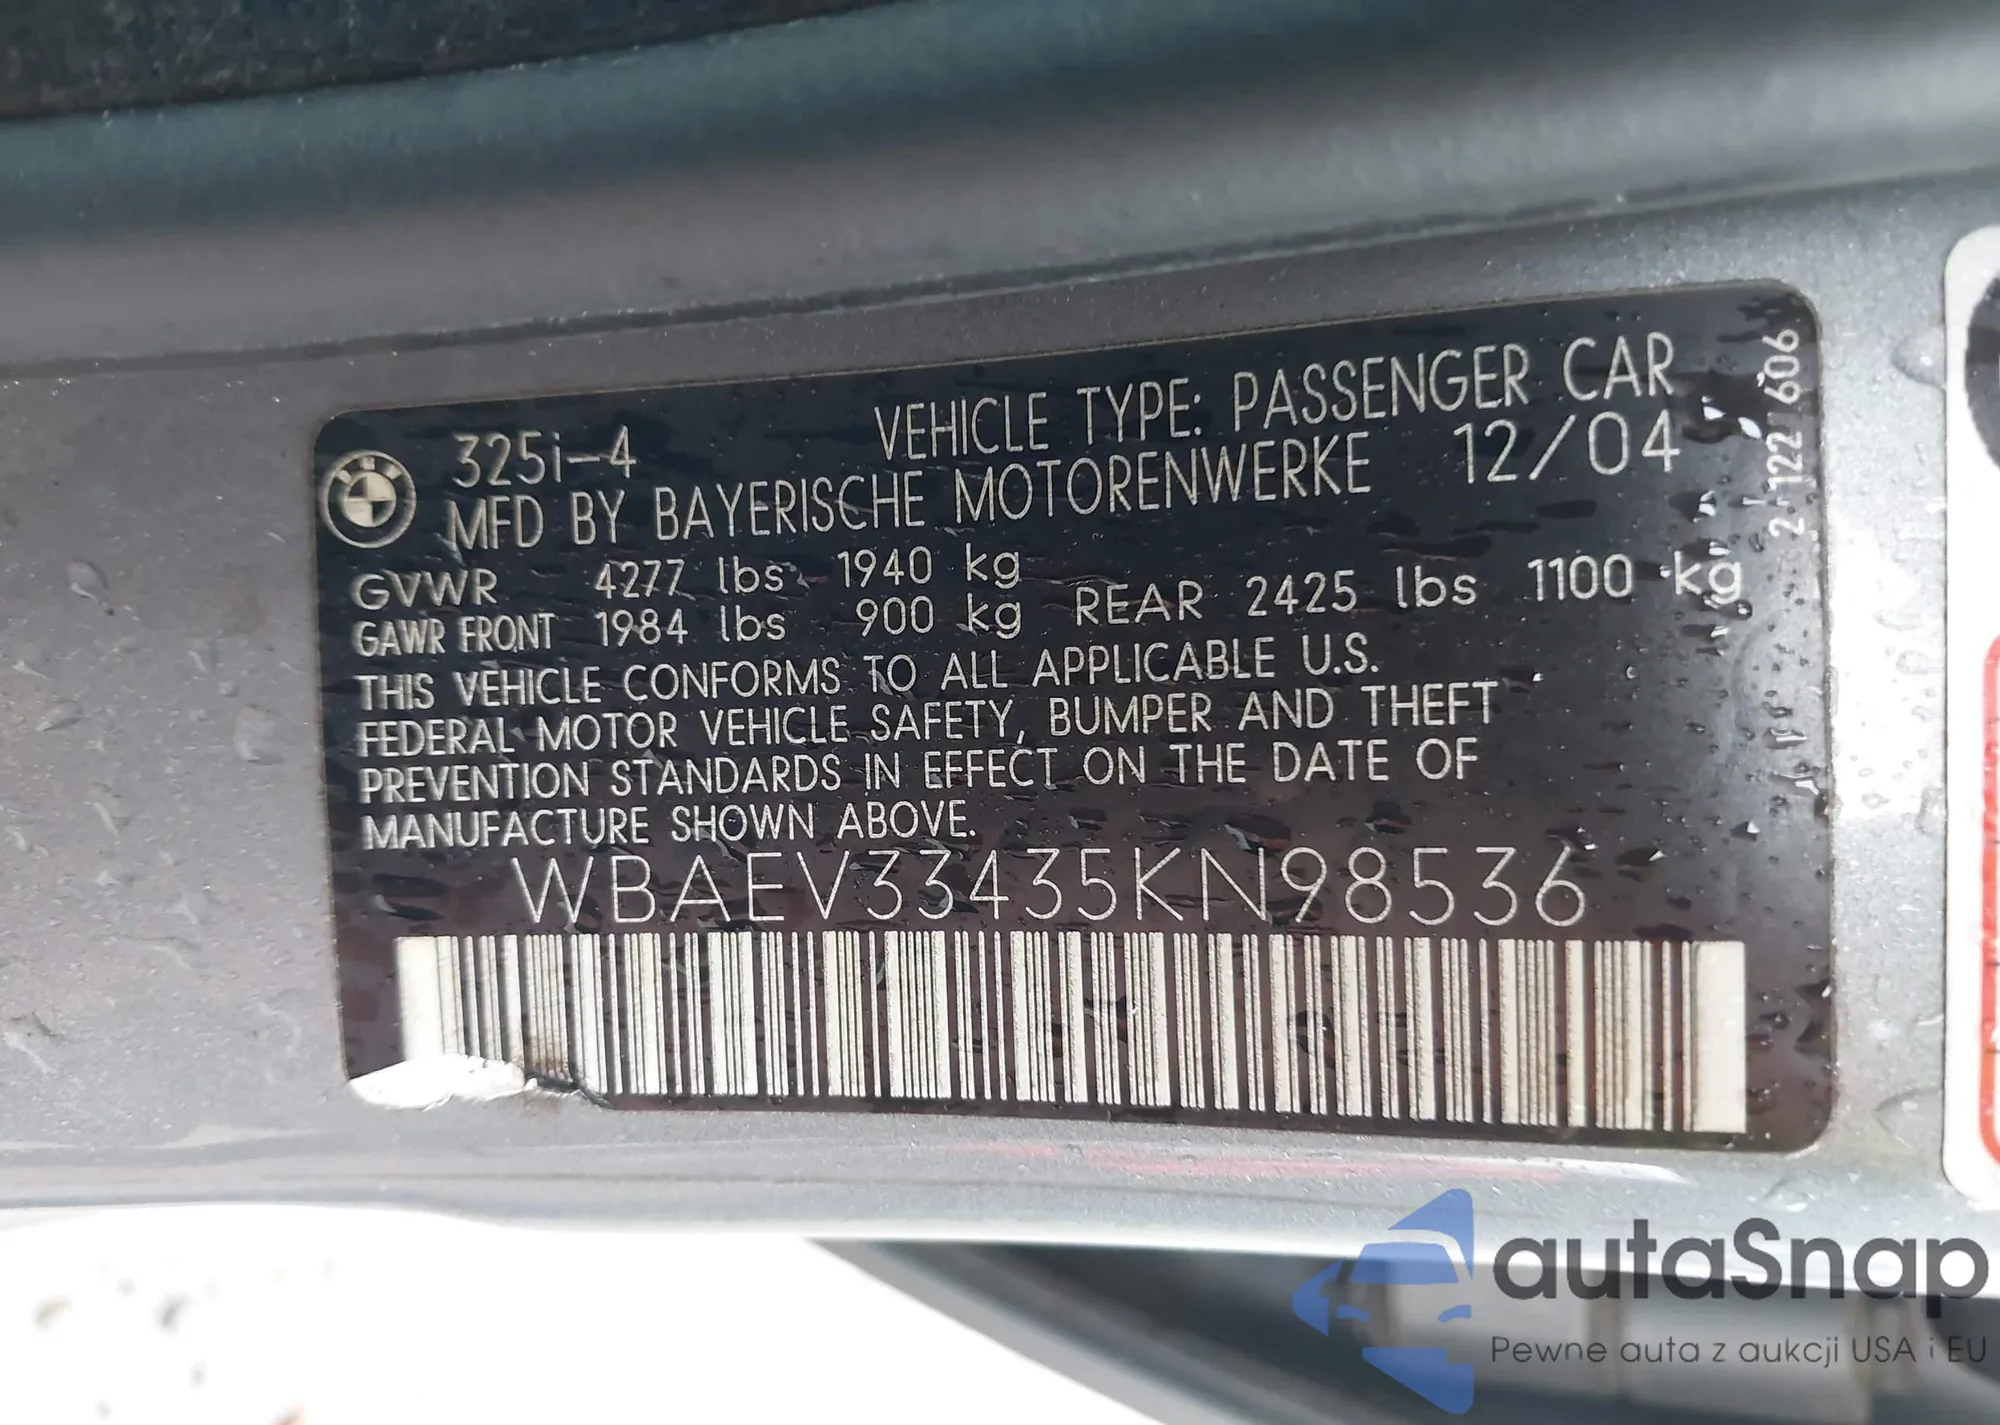 325i-4 VEHICLE TYPE: PASSENGER CAR
MFD BY BAYERISCHE MOTORENWERKE 12/04
GVWR 4277 lbs 1940 kg
GAWR FRONT 1984 lbs 900 kg REAR 2425 lbs 1100 kg
THIS VEHICLE CONFORMS TO ALL APPLICABLE U.S.
FEDERAL MOTOR VEHICLE SAFETY, BUMPER AND THEFT
PREVENTION STANDARDS IN EFFECT ON THE DATE OF
MANUFACTURE SHOWN ABOVE.
WBAEV33435KN98536
2 122 606
autaSnap
Pewne auta z aukcji USA i EU